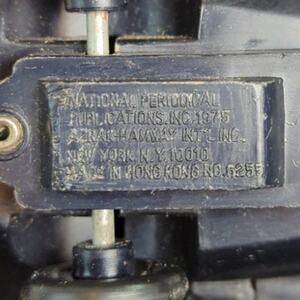 NATIONAL PERIODICAL
PUBLICATIONS, INC. 1975
AZRAK-HAMWAY INT'L. INC.
NEW YORK N.Y. 10010
MADE IN HONG KONG NO. 6255